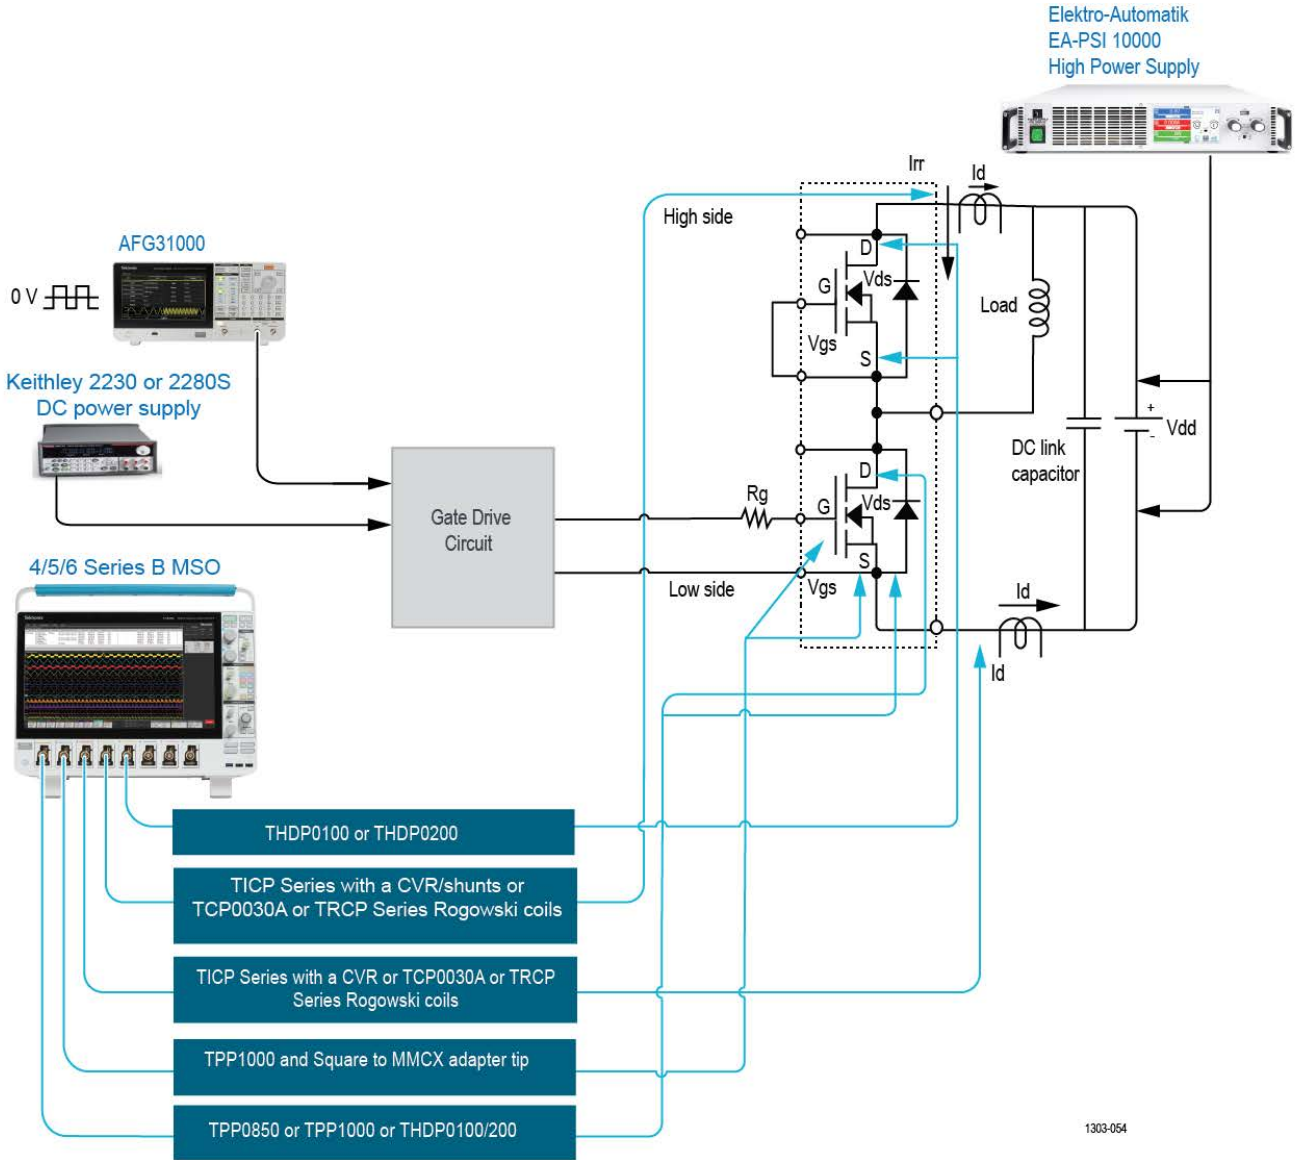 Elektro-Automatik
EA-PSI 10000
High Power Supply
Irr
Id
High side
AFG31000
0 V
D
G
Vds
Load
Vgs
S
Keithley 2230 or 2280S
DC power supply
+
Vdd
-
DC link
capacitor
D
Rg
G
Vds
Gate Drive
Circuit
4/5/6 Series B MSO
S
Low side
Vgs
Id
Id
THDP0100 or THDP0200
TICP Series with a CVR/shunts or
TCP0030A or TRCP Series Rogowski coils
TICP Series with a CVR or TCP0030A or TRCP
Series Rogowski coils
TPP1000 and Square to MMCX adapter tip
TPP0850 or TPP1000 or THDP0100/200
1303-054